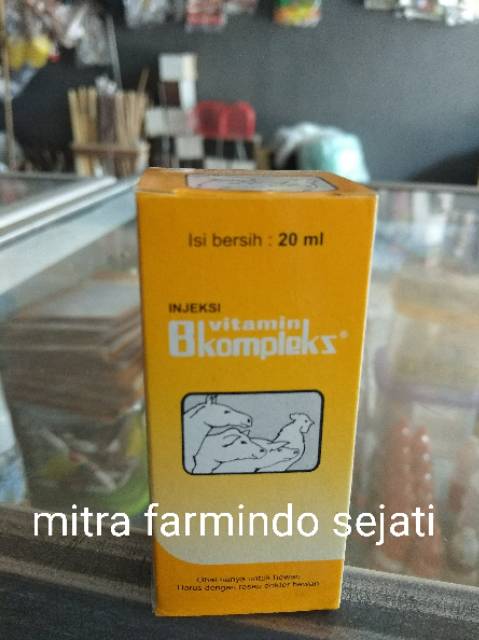 Isi bersih : 20 ml
INJEKSI
vitamin
B kompleks®
mitra farmindo sejati
Obat hanya untuk hewan
Harus dengan resep dokter hewan